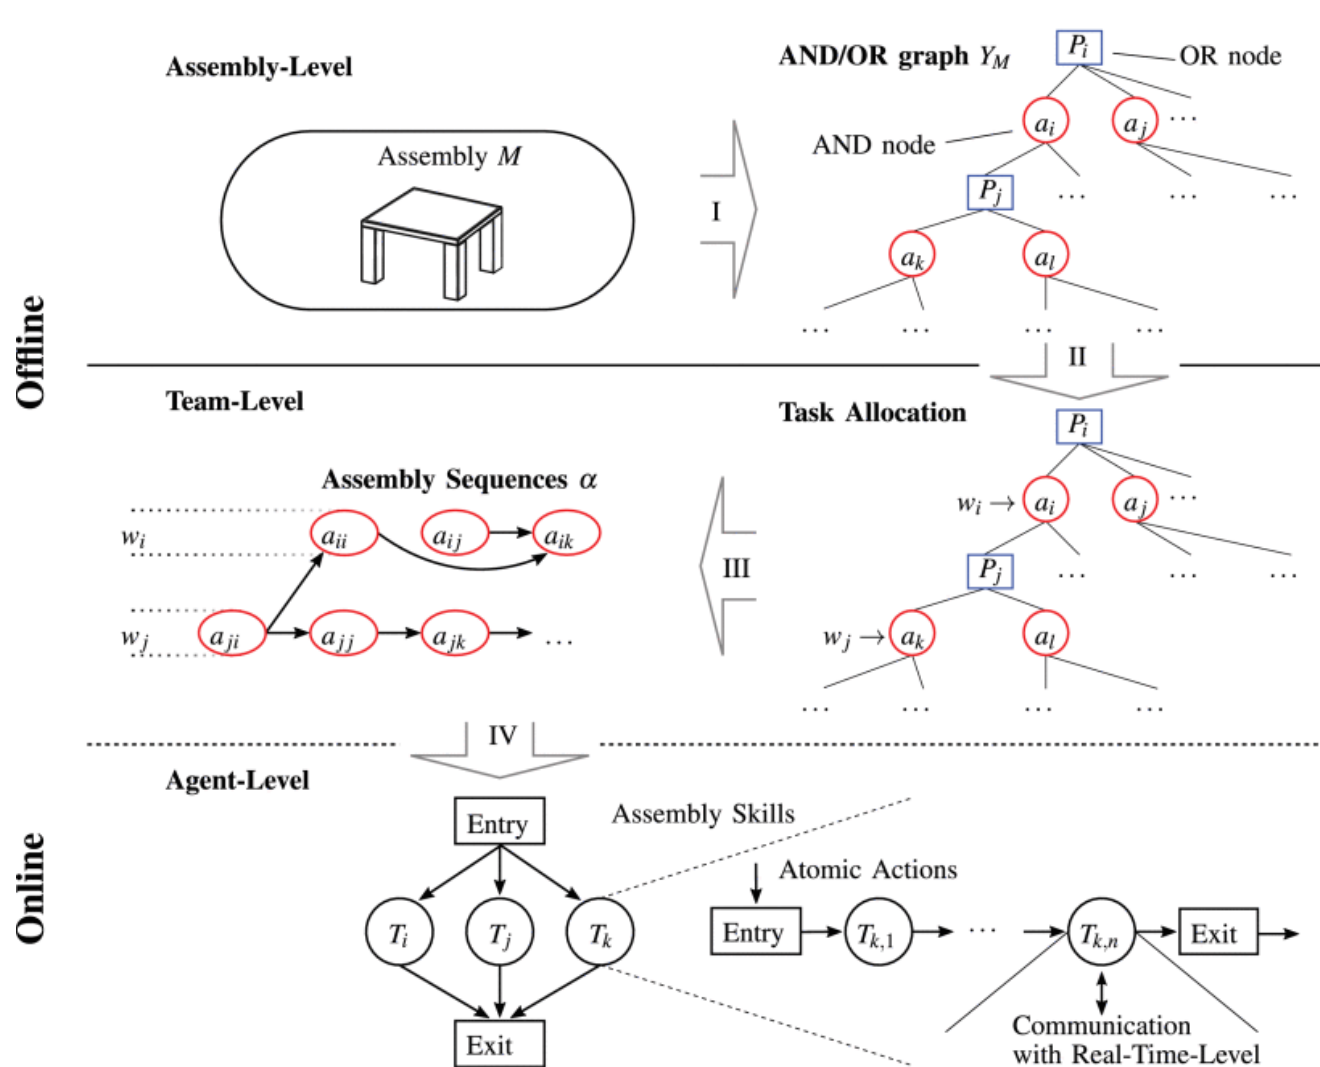 Offline
Assembly-Level
Assembly M
I
AND/OR graph Y_M
P_i
OR node
a_i
a_j
...
AND node
P_j
...
...
...
a_k
a_l
...
...
...
...
II
Team-Level
Task Allocation
P_i
w_i →
a_i
a_j
...
P_j
...
...
...
w_j →
a_k
a_l
...
...
...
...
III
Assembly Sequences α
w_i
a_ii
a_ij
a_ik
w_j
a_ji
a_jj
a_jk
...
IV
Online
Agent-Level
Entry
T_i
T_j
T_k
Exit
Assembly Skills
Atomic Actions
Entry
T_k,1
...
T_k,n
Exit
Communication
with Real-Time-Level